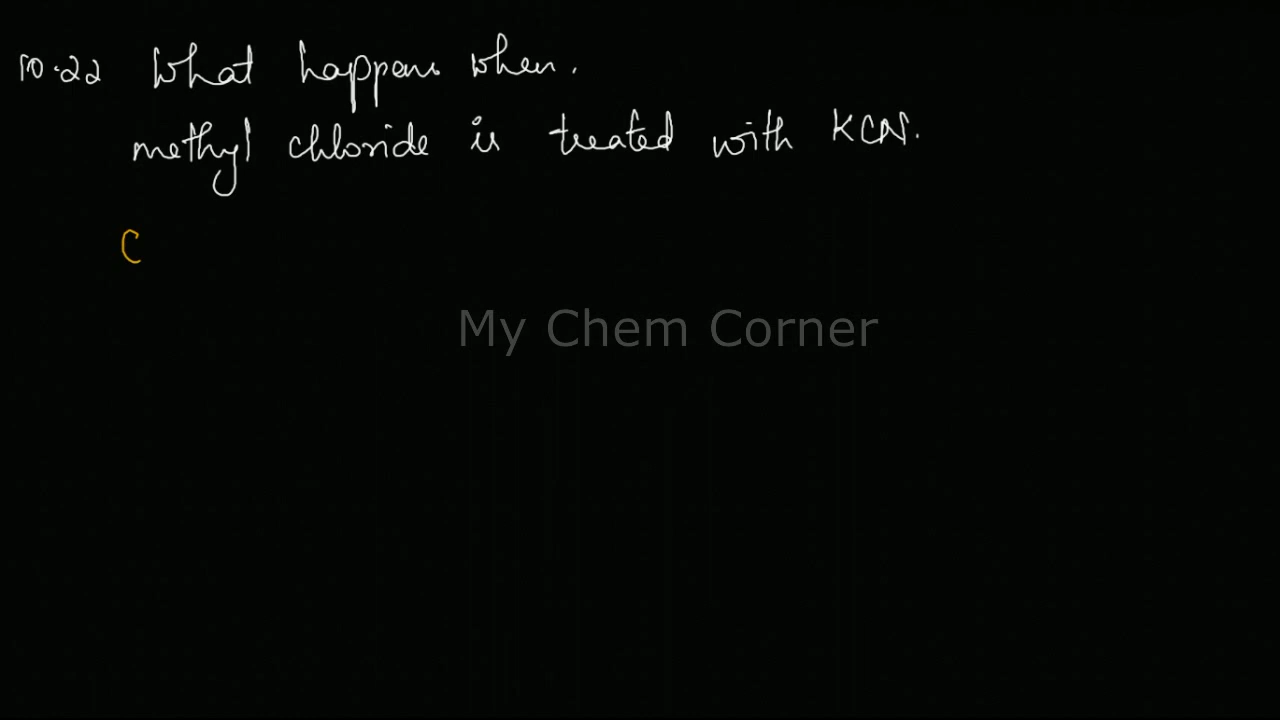 10.22 What happens when.
methyl chloride is treated with KCN.
C
My Chem Corner